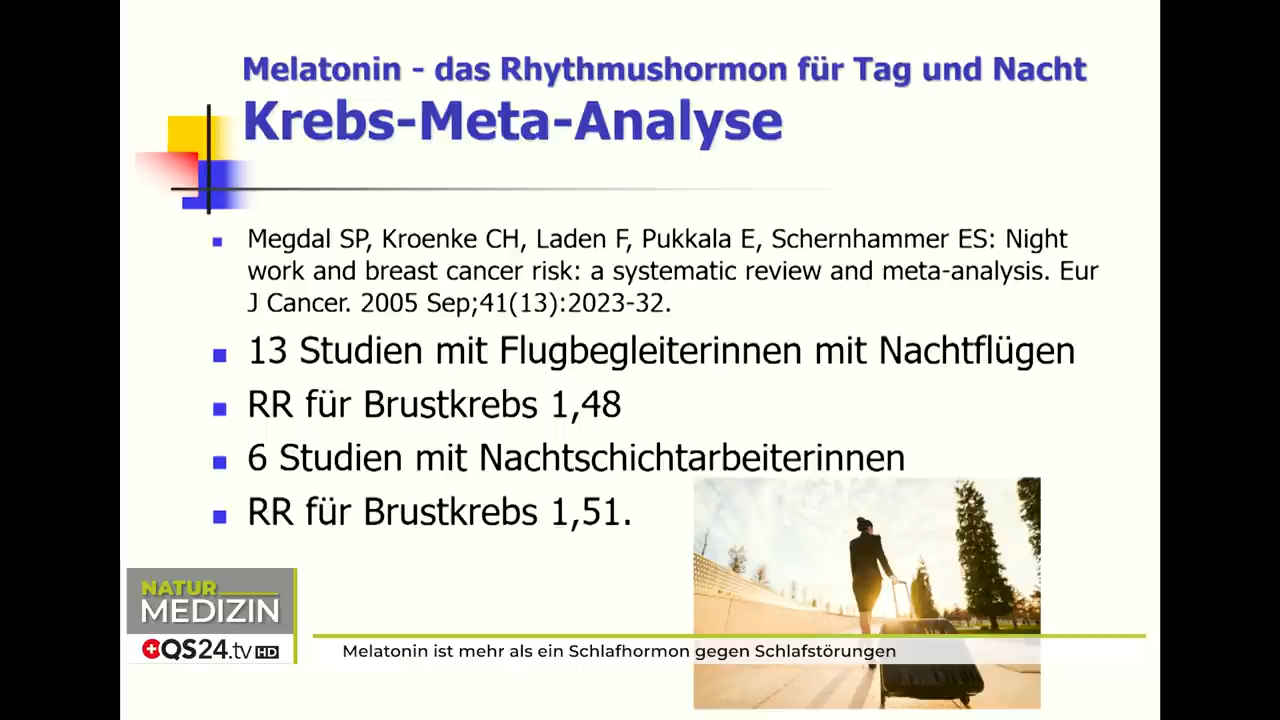 Melatonin - das Rhythmushormon für Tag und Nacht
Krebs-Meta-Analyse
Megdal SP, Kroenke CH, Laden F, Pukkala E, Schernhammer ES: Night
work and breast cancer risk: a systematic review and meta-analysis. Eur
J Cancer. 2005 Sep;41(13):2023-32.
13 Studien mit Flugbegleiterinnen mit Nachtflügen
RR für Brustkrebs 1,48
6 Studien mit Nachtschichtarbeiterinnen
RR für Brustkrebs 1,51.
NATUR
MEDIZIN
QS24.tv HD
Melatonin ist mehr als ein Schlafhormon gegen Schlafstörungen